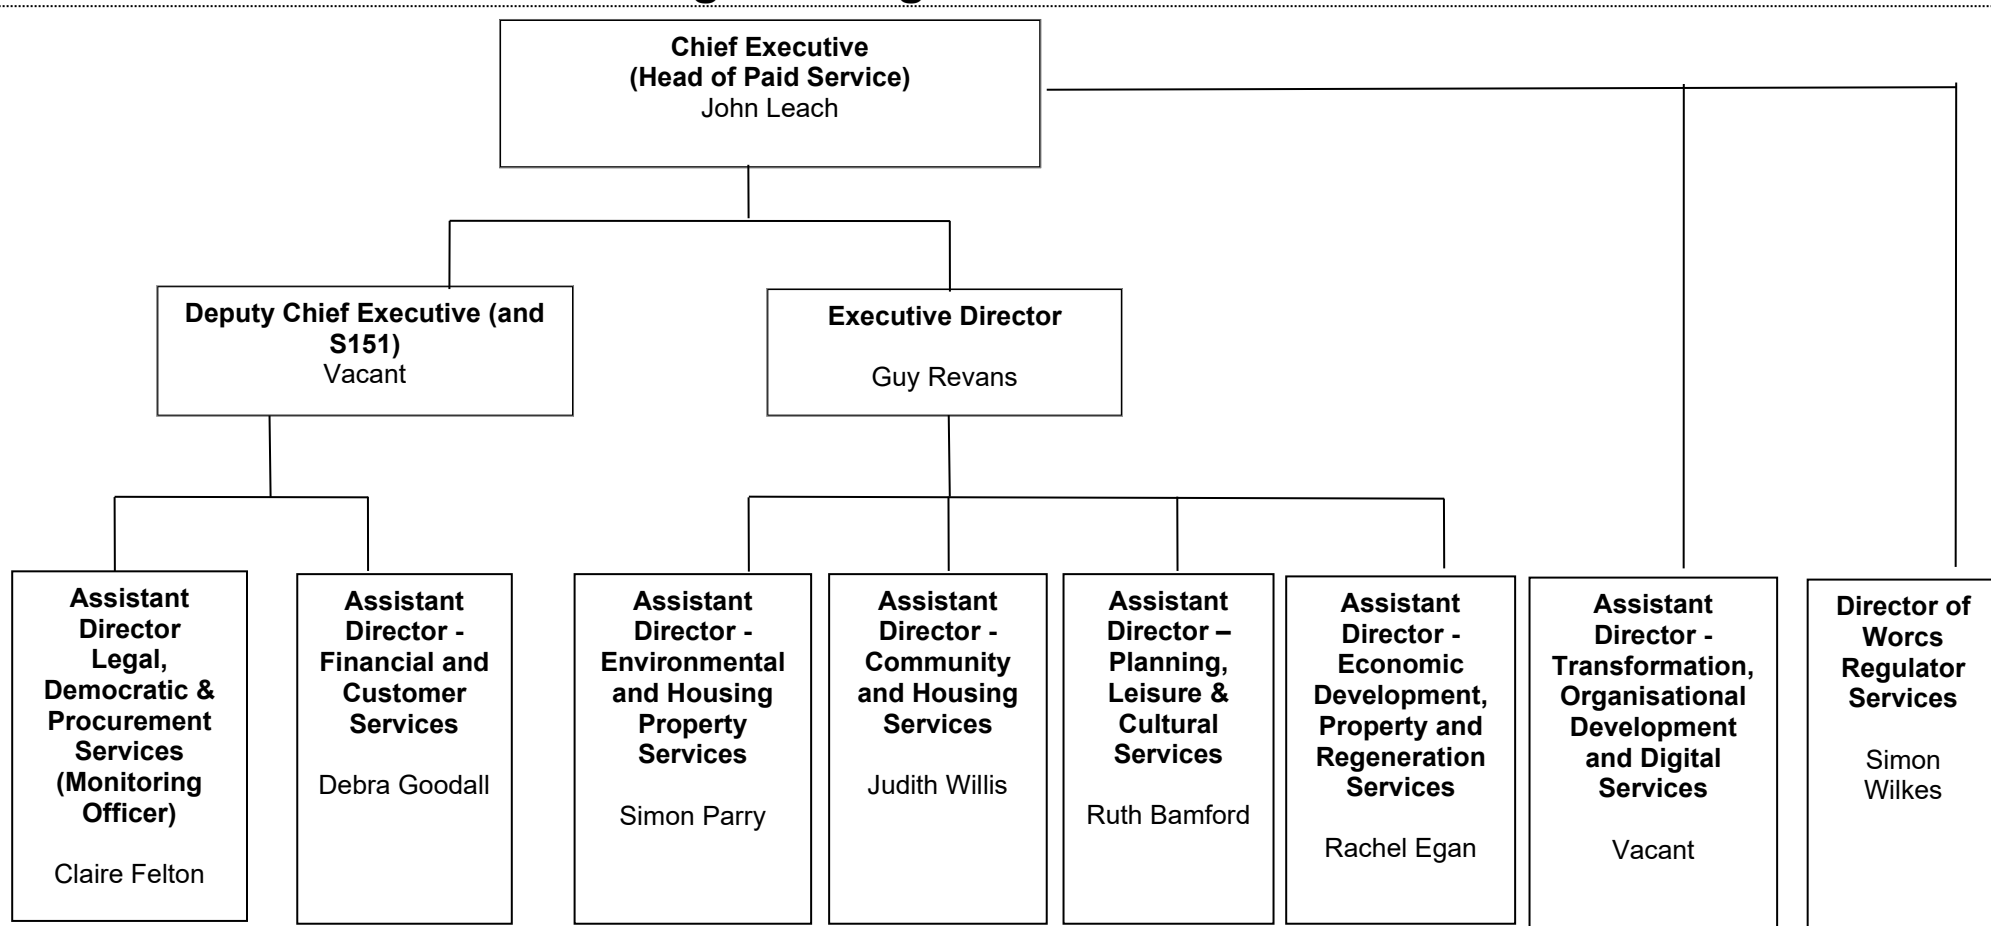 Chief Executive
(Head of Paid Service)
John Leach
Deputy Chief Executive (and
S151)
Vacant
Executive Director
Guy Revans
Assistant
Director
Legal,
Democratic &
Procurement
Services
(Monitoring
Officer)
Claire Felton
Assistant
Director -
Financial and
Customer
Services
Debra Goodall
Assistant
Director -
Environmental
and Housing
Property
Services
Simon Parry
Assistant
Director -
Community
and Housing
Services
Judith Willis
Assistant
Director –
Planning,
Leisure &
Cultural
Services
Ruth Bamford
Assistant
Director -
Economic
Development,
Property and
Regeneration
Services
Rachel Egan
Assistant
Director -
Transformation,
Organisational
Development
and Digital
Services
Vacant
Director of
Worcs
Regulator
Services
Simon
Wilkes